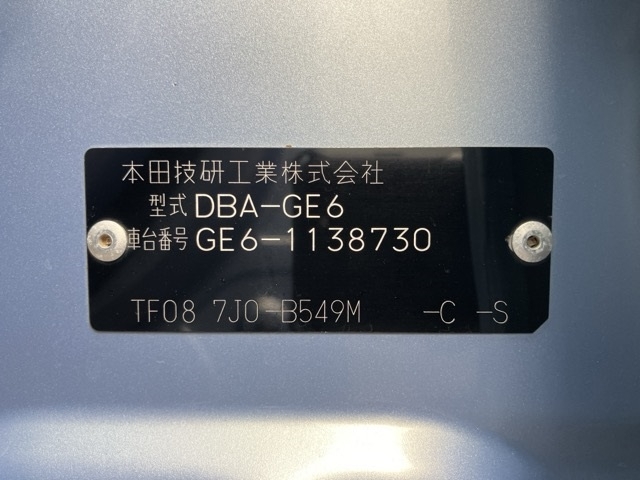 本田技研工業株式会社
型式 DBA-GE6
車台番号 GE6-1138730
TF08 7J0-B549M -C -S